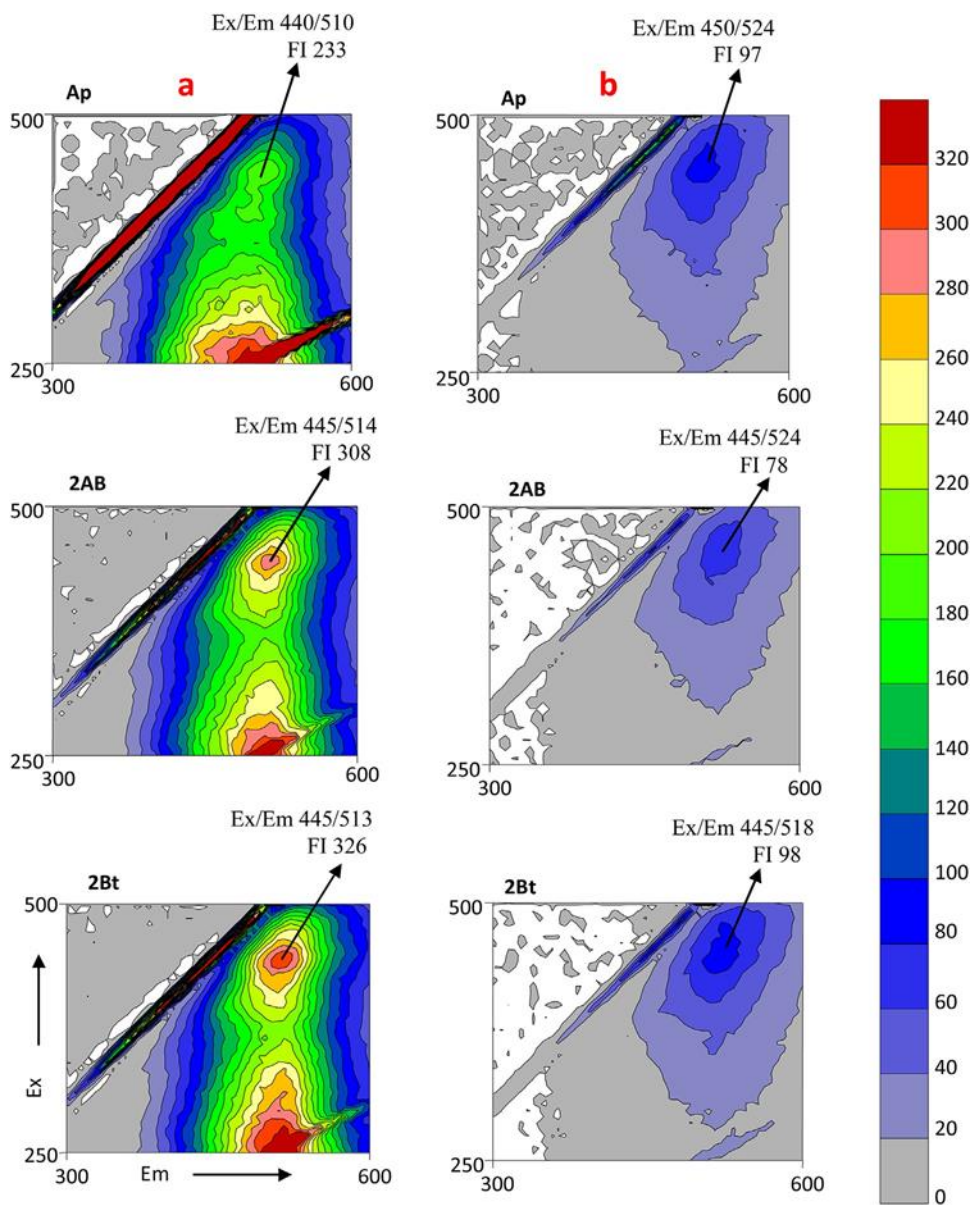 Ex/Em 440/510
FI 233
Ex/Em 450/524
FI 97
a
b
Ap
Ap
500
250
300
600
500
250
300
600
Ex/Em 445/514
FI 308
Ex/Em 445/524
FI 78
2AB
2AB
500
250
300
600
500
250
300
600
Ex/Em 445/513
FI 326
Ex/Em 445/518
FI 98
2Bt
2Bt
500
250
300
600
Ex
Em
500
250
300
600
320
300
280
260
240
220
200
180
160
140
120
100
80
60
40
20
0